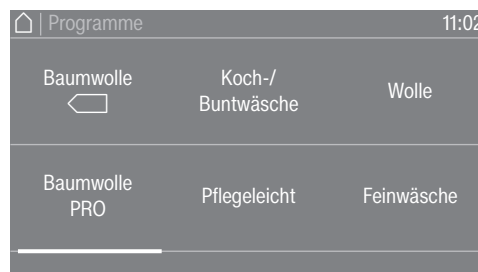 Programme
11:02
Baumwolle
Koch-/
Buntwäsche
Wolle
Baumwolle
PRO
Pflegeleicht
Feinwäsche